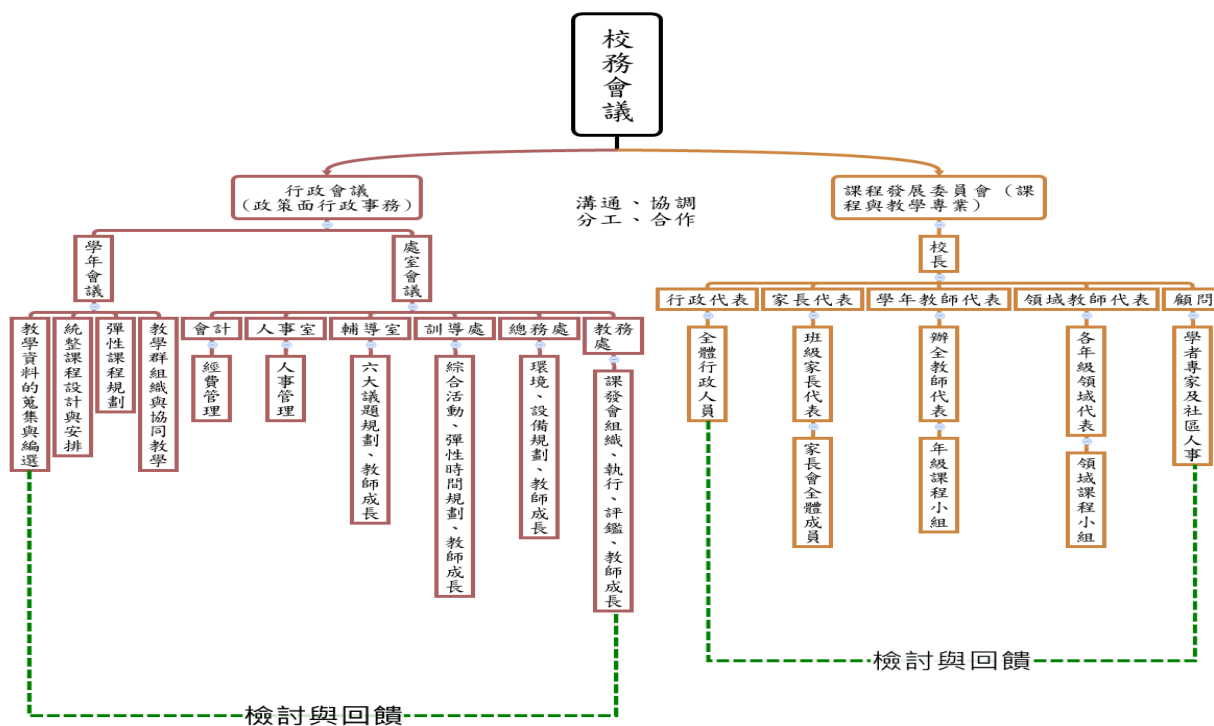 校務會議
行政會議
(政策面行政事務)
溝通、協調
分工、合作
課程發展委員會（課
程與教學專業）
學年會議
處室會議
校長
行政代表
家長代表
學年教師代表
領域教師代表
顧問
教學資料的蒐集與編選
統整課程設計與安排
彈性課程規劃
教學群組織與協同教學
會計
人事室
輔導室
訓導處
總務處
教務
處
經費管理
人事管理
六大議題規劃、教師成長
綜合活動、彈性時間規劃、教師成長
環境、設備規劃、教師成長
課發會組織、執行、評鑑、教師成長
全體行政人員
班級家長代表
辦全教師代表
各年級領域代表
學者專家及社區人事
家長會全體成員
年級課程小組
領域課程小組
檢討與回饋
檢討與回饋